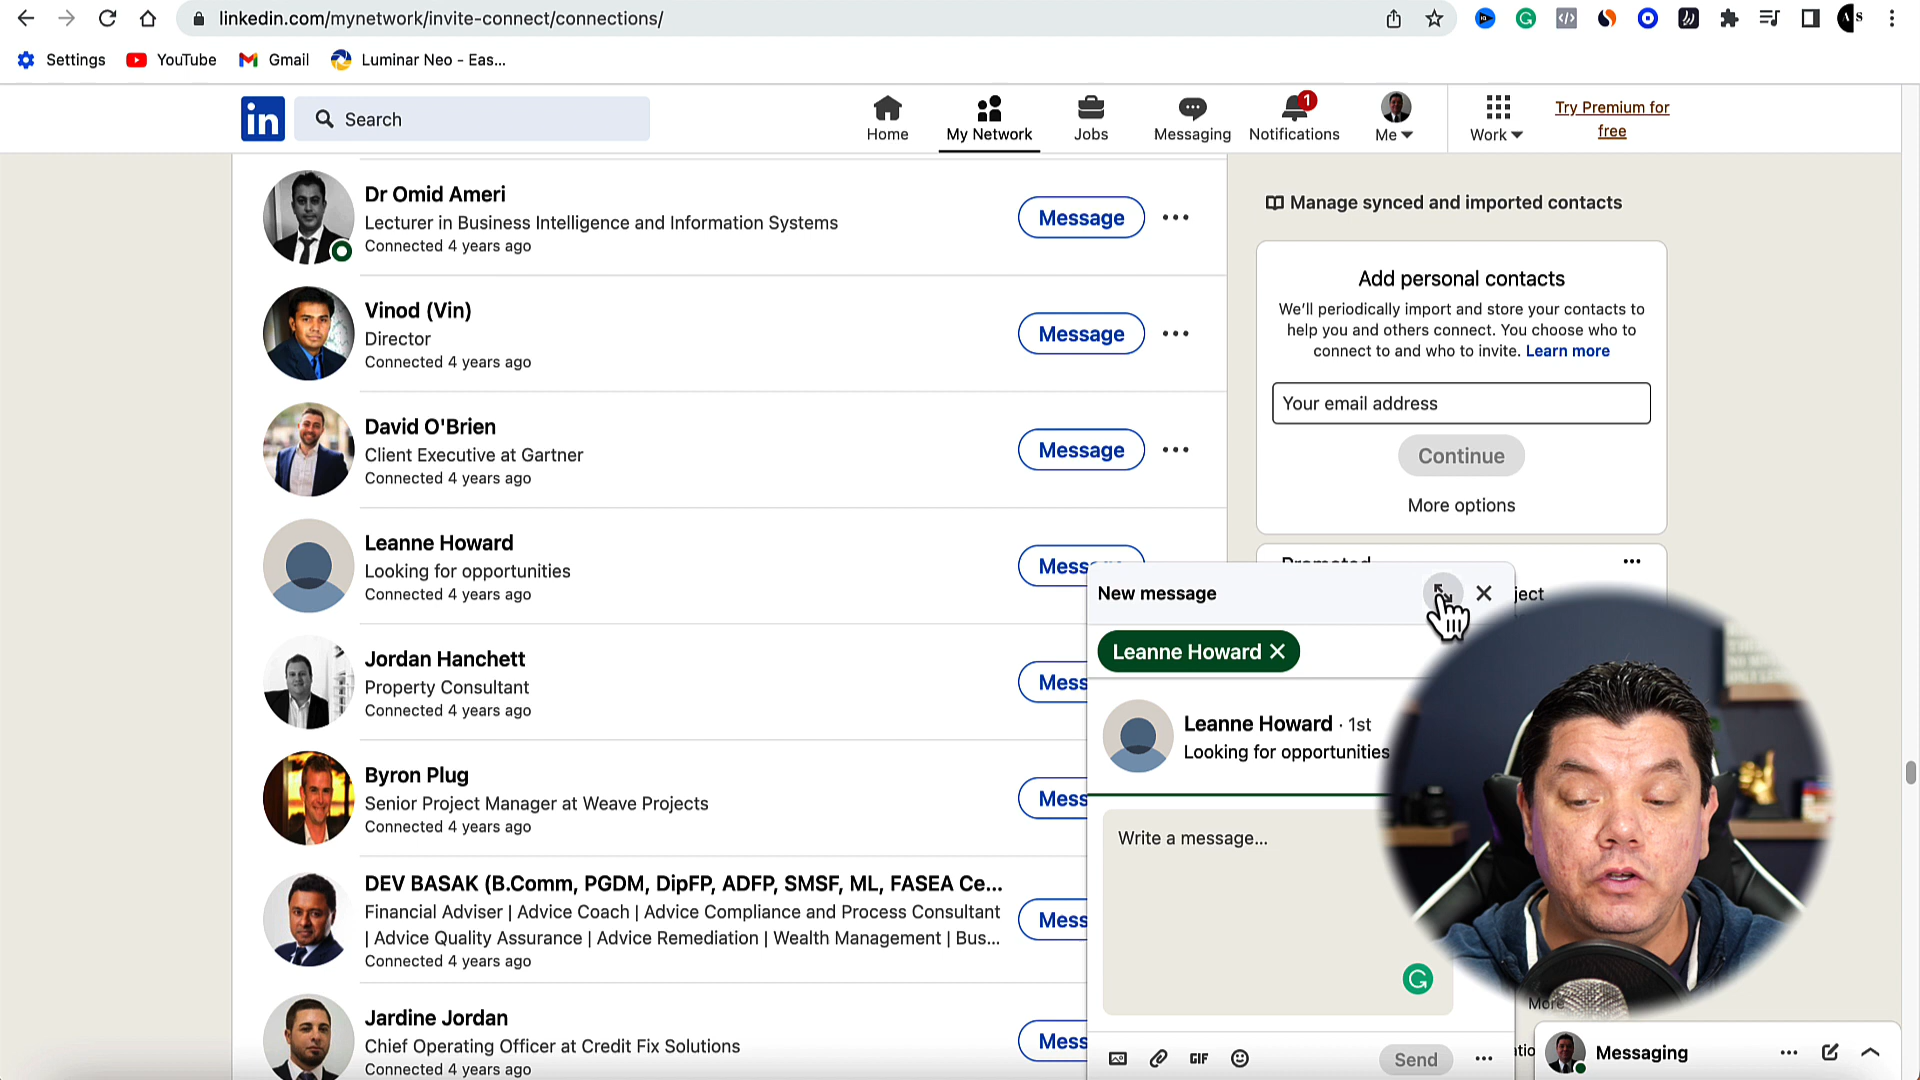 linkedin.com/mynetwork/invite-connect/connections/
Settings
YouTube
Gmail
Luminar Neo - Eas...
in
Search
Home
My Network
Jobs
Messaging
1
Notifications
Me
Work
Try Premium for
free
Dr Omid Ameri
Lecturer in Business Intelligence and Information Systems
Connected 4 years ago
Message
Vinod (Vin)
Director
Connected 4 years ago
Message
David O'Brien
Client Executive at Gartner
Connected 4 years ago
Message
Leanne Howard
Looking for opportunities
Connected 4 years ago
Mess
Jordan Hanchett
Property Consultant
Connected 4 years ago
Mess
Byron Plug
Senior Project Manager at Weave Projects
Connected 4 years ago
Mess
DEV BASAK (B.Comm, PGDM, DipFP, ADFP, SMSF, ML, FASEA Ce...
Financial Adviser | Advice Coach | Advice Compliance and Process Consultant
| Advice Quality Assurance | Advice Remediation | Wealth Management | Bus...
Connected 4 years ago
Mess
Jardine Jordan
Chief Operating Officer at Credit Fix Solutions
Connected 4 years ago
Mess
Manage synced and imported contacts
Add personal contacts
We'll periodically import and store your contacts to
help you and others connect. You choose who to
connect to and who to invite. Learn more
Your email address
Continue
More options
Promoted
ject
New message
Leanne Howard
Leanne Howard · 1st
Looking for opportunities
Write a message...
GIF
Send
More
Messaging